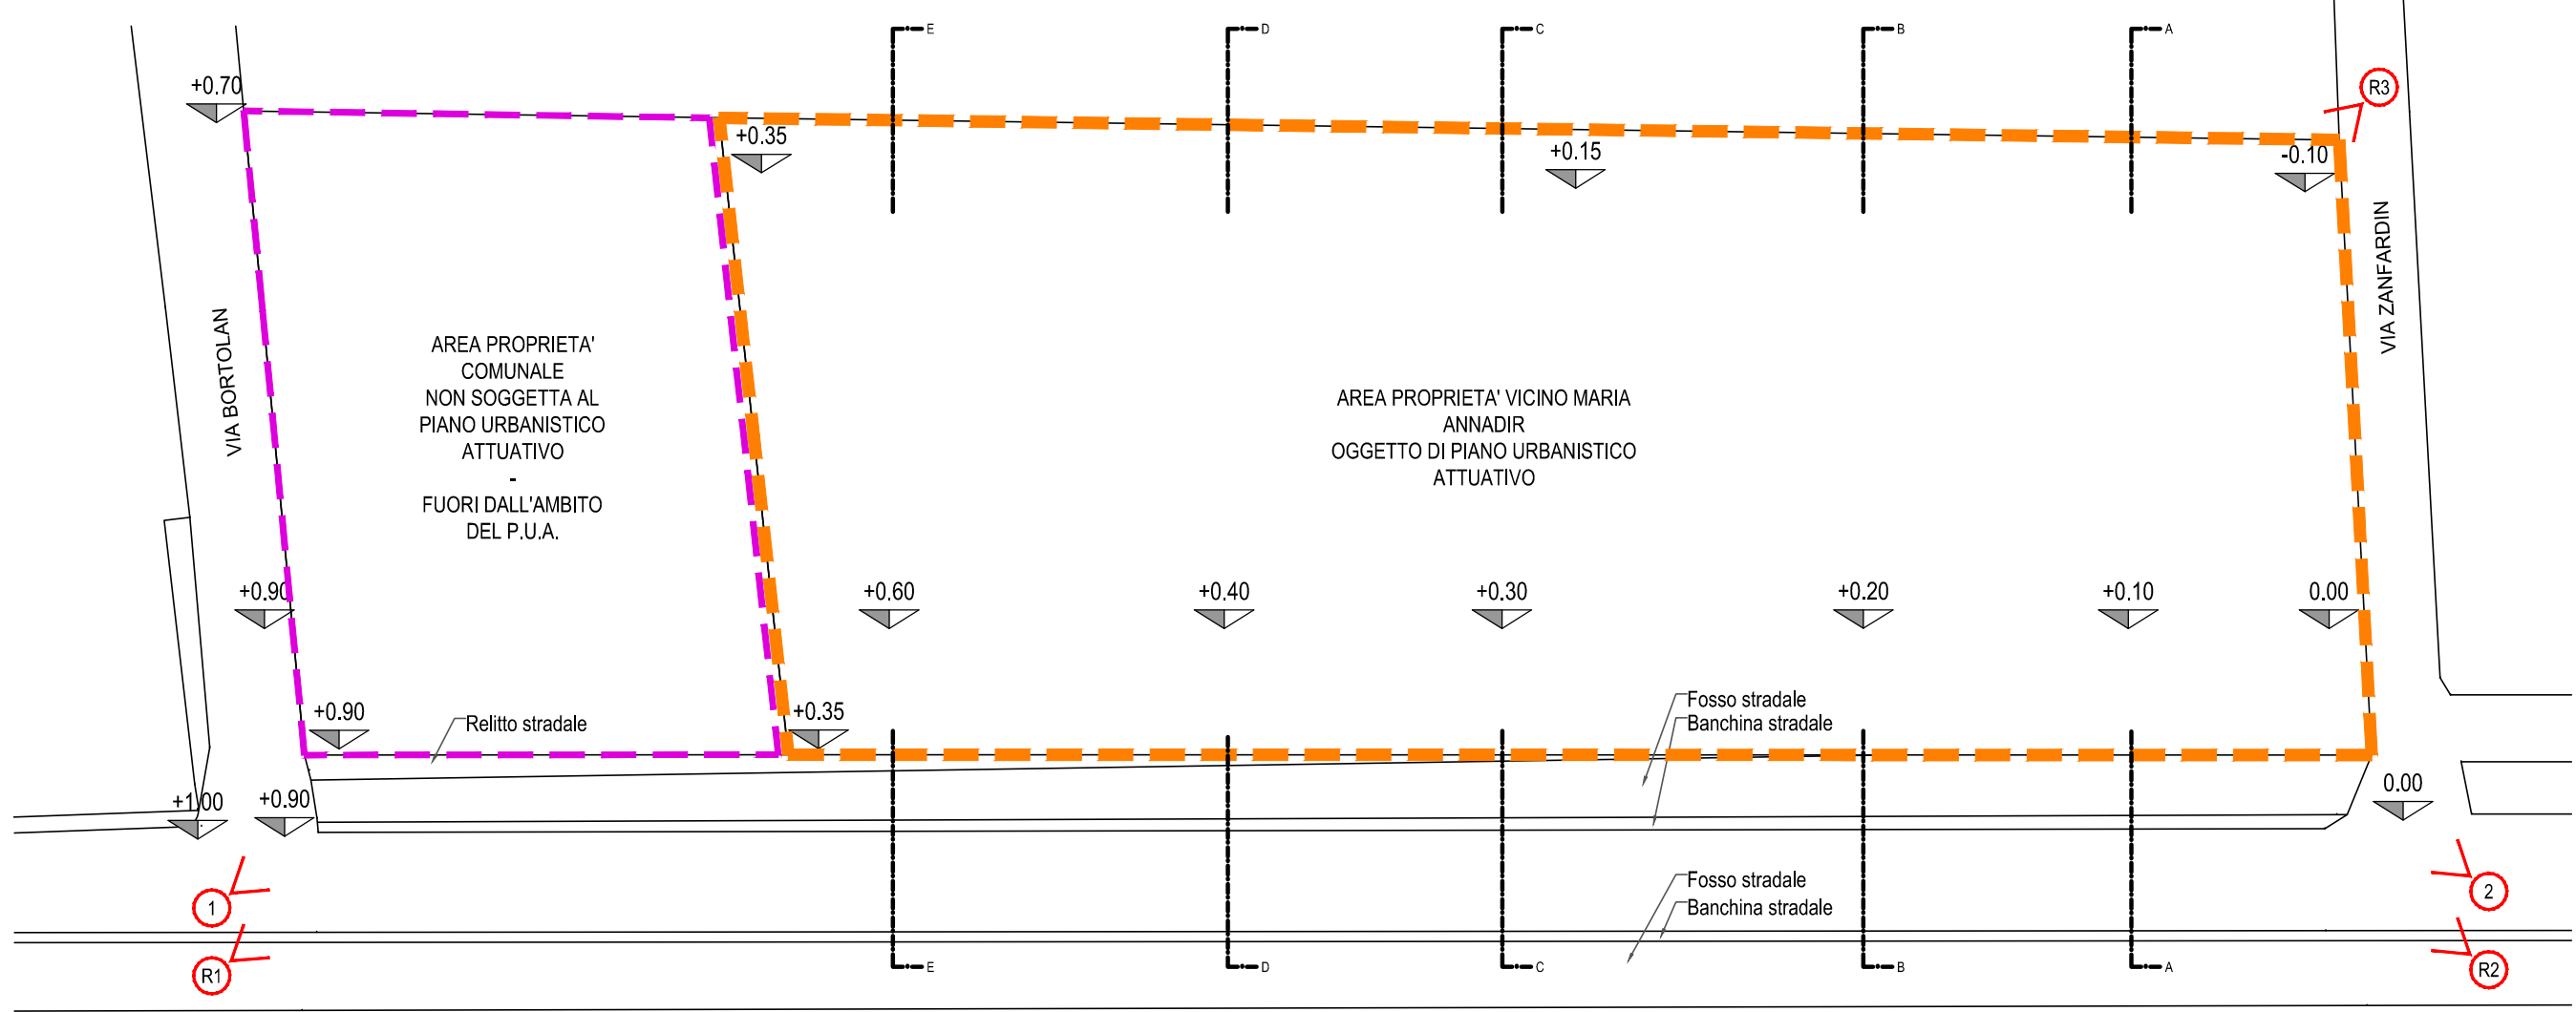 E
D
C
B
A
+0.70
R3
+0.35
+0.15
-0.10
VIA BORTOLAN
VIA ZANFARDIN
AREA PROPRIETA'
COMUNALE
NON SOGGETTA AL
PIANO URBANISTICO
ATTUATIVO
-
FUORI DALL'AMBITO
DEL P.U.A.
AREA PROPRIETA' VICINO MARIA
ANNADIR
OGGETTO DI PIANO URBANISTICO
ATTUATIVO
+0.90
+0.60
+0.40
+0.30
+0.20
+0.10
0.00
+0.90
Relitto stradale
+0.35
Fosso stradale
Banchina stradale
+1.00
+0.90
0.00
1
Fosso stradale
Banchina stradale
2
R1
E
D
C
B
A
R2